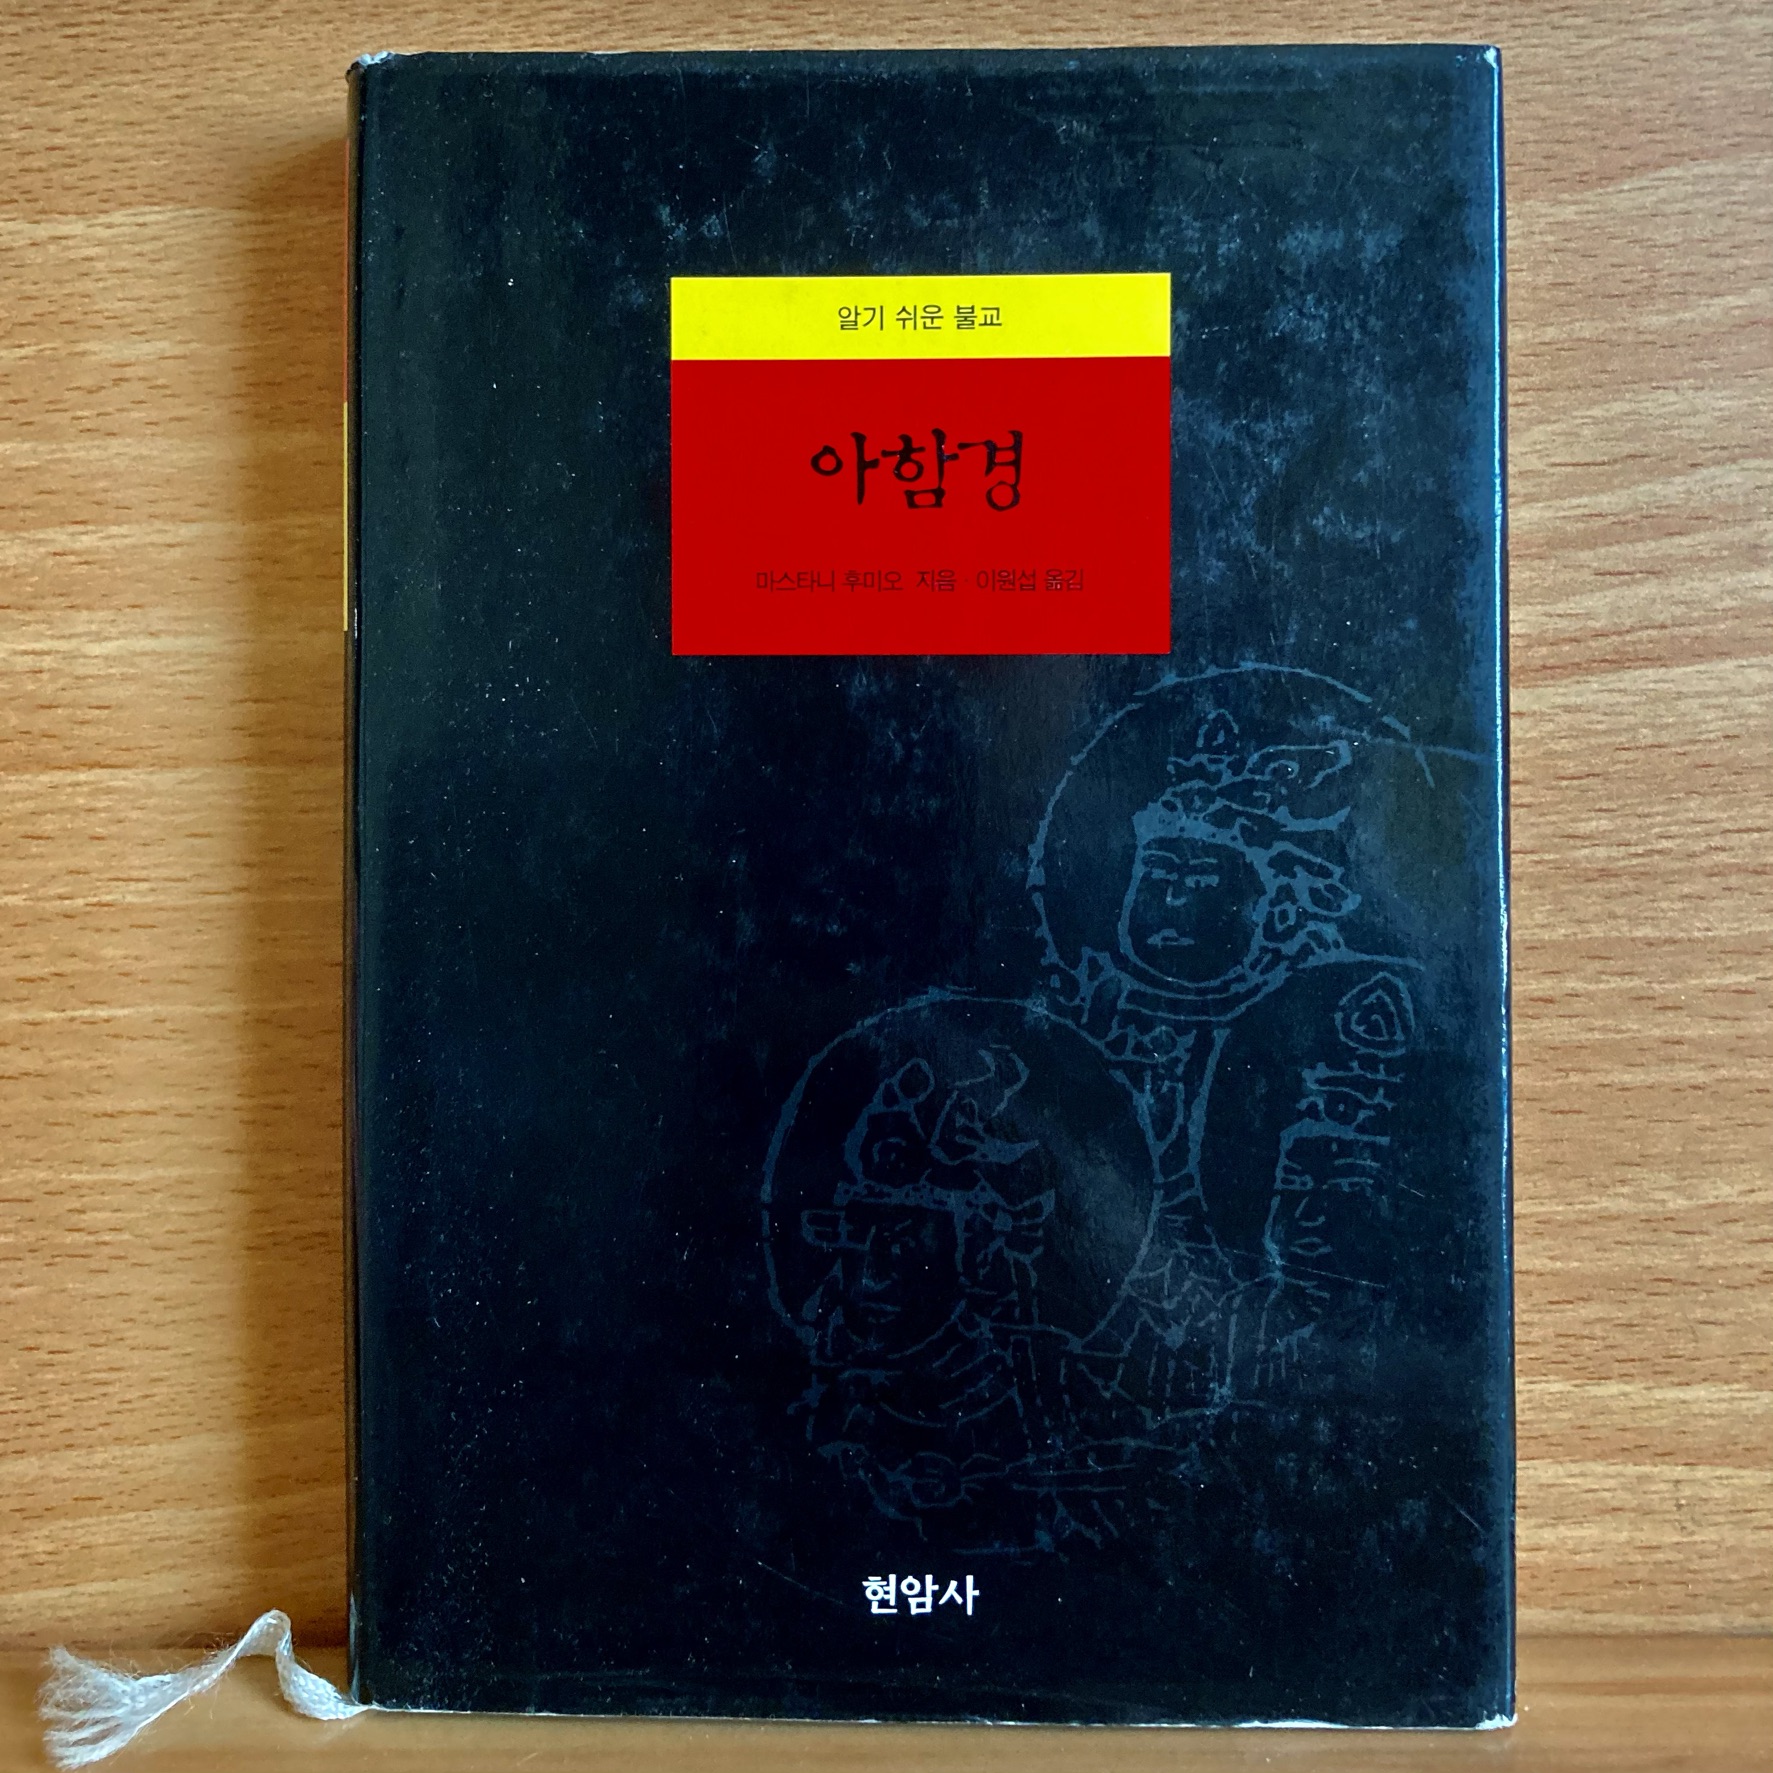 알기 쉬운 불교
아함경
마스타니 후미오 지음 · 이원섭 옮김
현암사